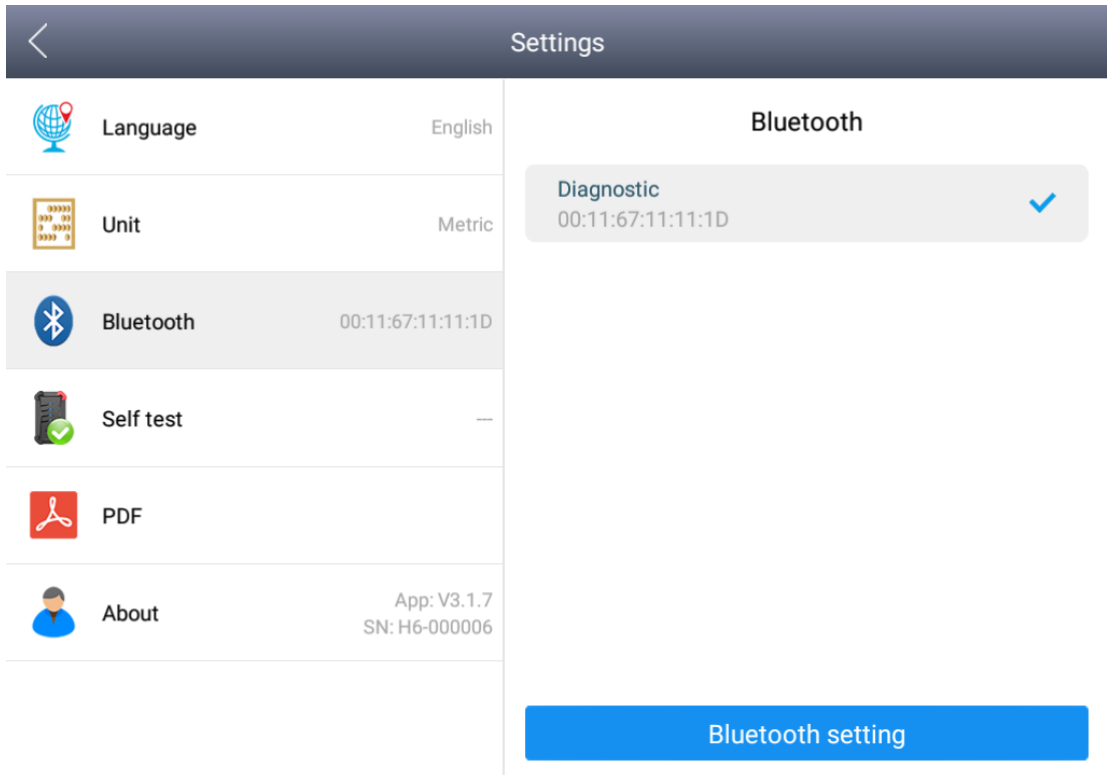 Settings
Language
English
Unit
Metric
Bluetooth
00:11:67:11:11:1D
Self test
---
PDF
About
App: V3.1.7
SN: H6-000006
Bluetooth
Diagnostic
00:11:67:11:11:1D
Bluetooth setting